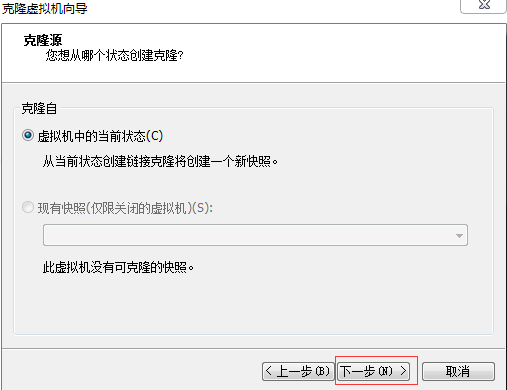 克隆虚拟机向导
克隆源
您想从哪个状态创建克隆?
克隆自
虚拟机中的当前状态(C)
从当前状态创建链接克隆将创建一个新快照。
现有快照(仅限关闭的虚拟机)(S):
此虚拟机没有可克隆的快照。
< 上一步(B) 下一步(N) > 取消